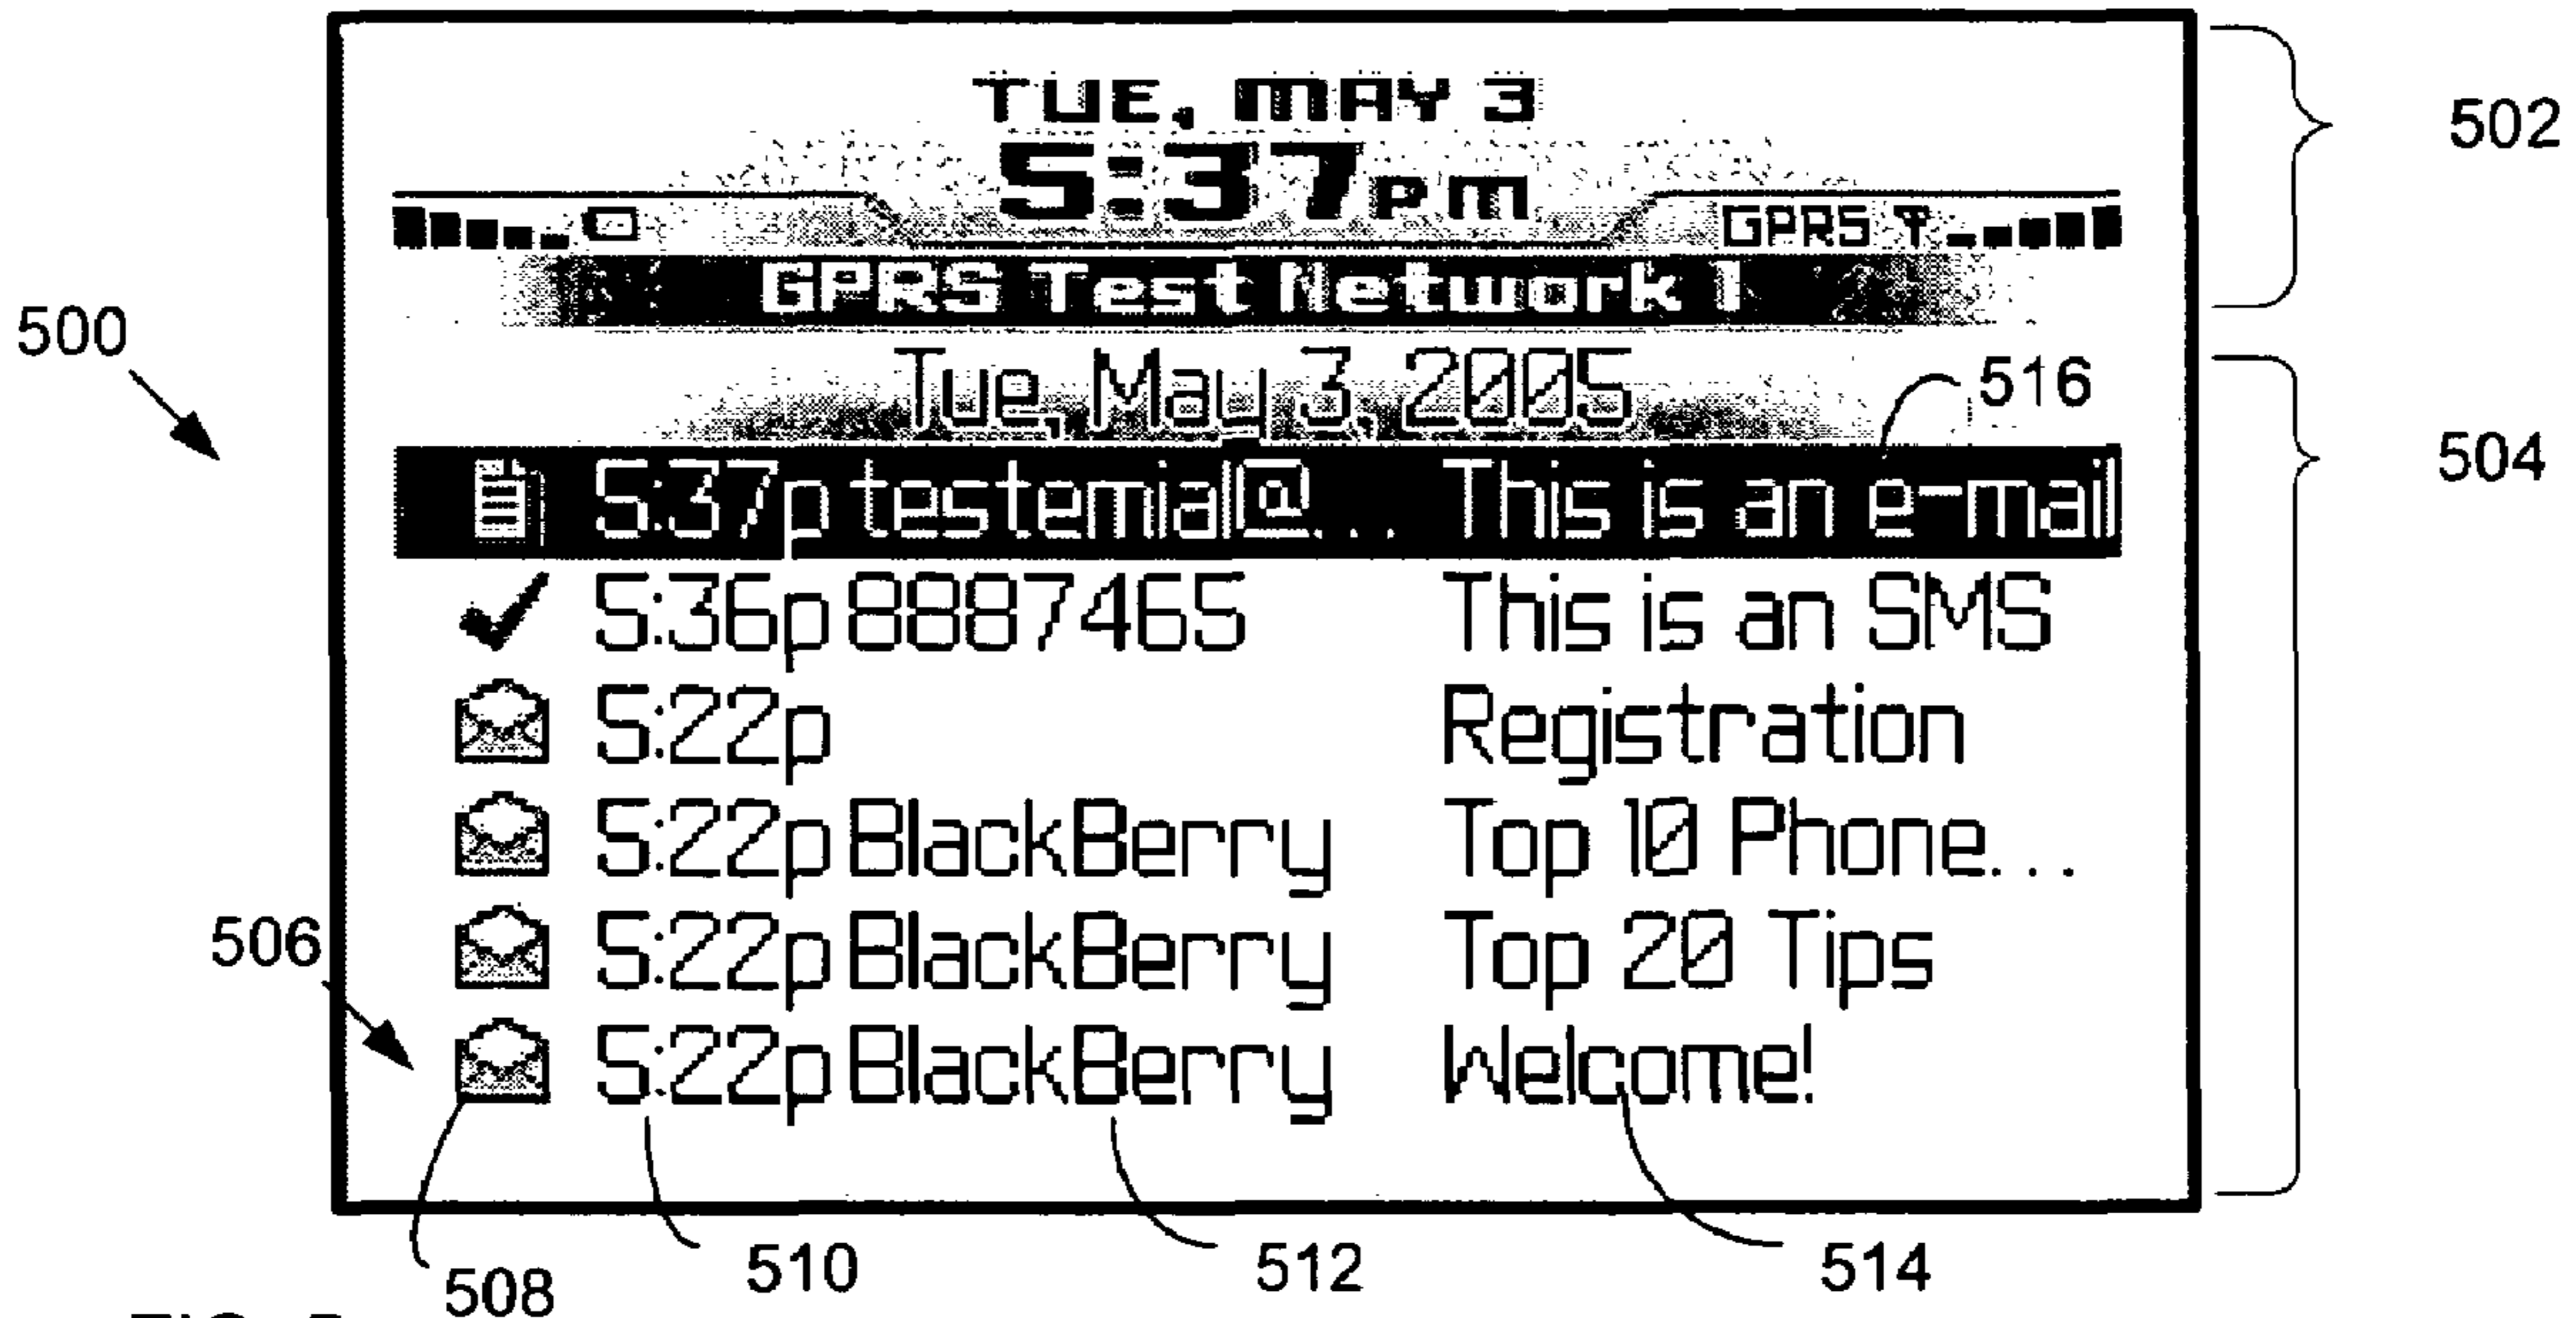 TUE, MAY 3
502
5:37pm
GPRS
GPRS Test Network 1
500
Tue, May 3, 2005
516
504
5:37p testemial@... This is an e-mail
5:36p 8887465 This is an SMS
5:22p Registration
5:22p BlackBerry Top 10 Phone...
506
5:22p BlackBerry Top 20 Tips
5:22p BlackBerry Welcome!
508
510
512
514